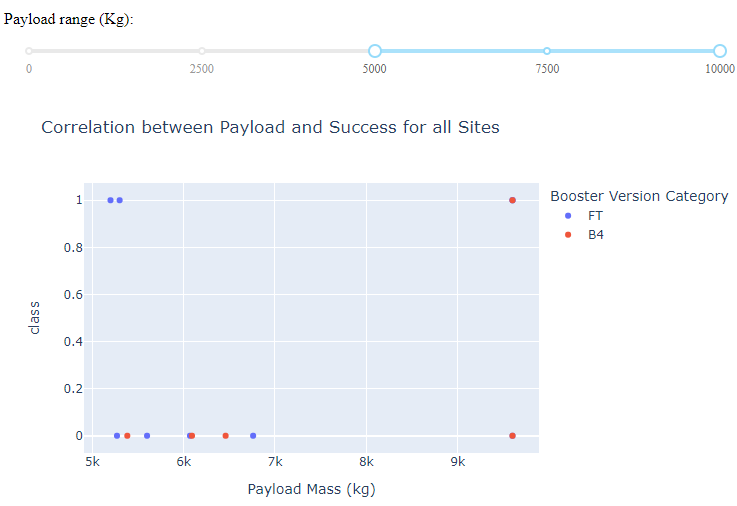 Payload range (Kg):
0 2500 5000 7500 10000
Correlation between Payload and Success for all Sites
1
0.8
0.6
0.4
0.2
0
class
5k 6k 7k 8k 9k
Payload Mass (kg)
Booster Version Category
FT
B4